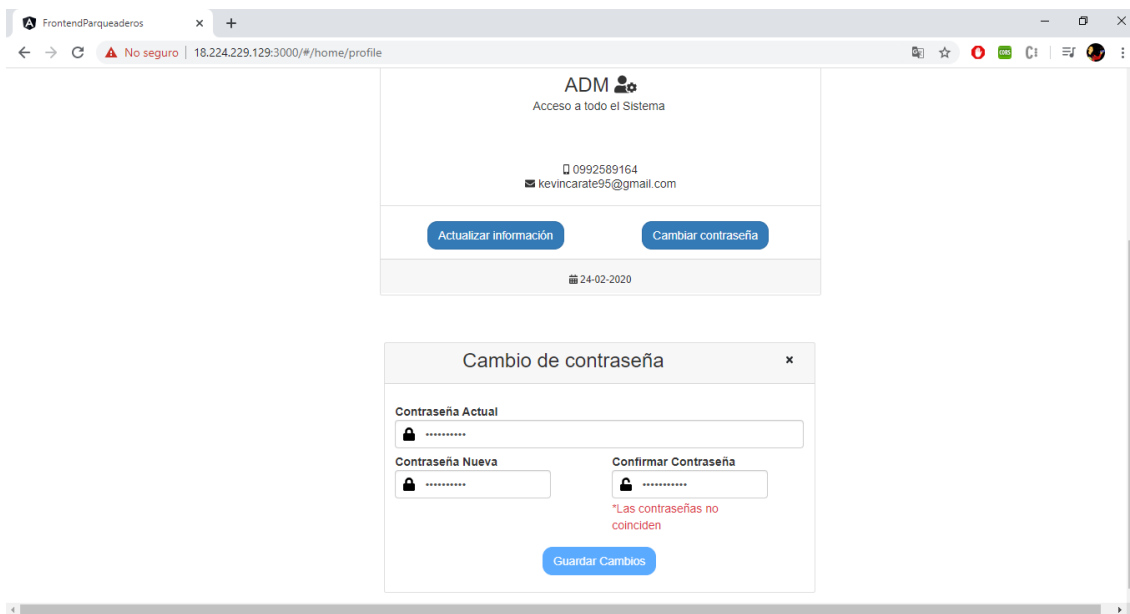 FrontendParqueaderos
No seguro | 18.224.229.129:3000/#/home/profile
ADM
Acceso a todo el Sistema
0992589164
kevincarate95@gmail.com
Actualizar información Cambiar contraseña
24-02-2020
Cambio de contraseña
Contraseña Actual
••••••••••
Contraseña Nueva Confirmar Contraseña
•••••••••• •••••••••••
*Las contraseñas no
coinciden
Guardar Cambios